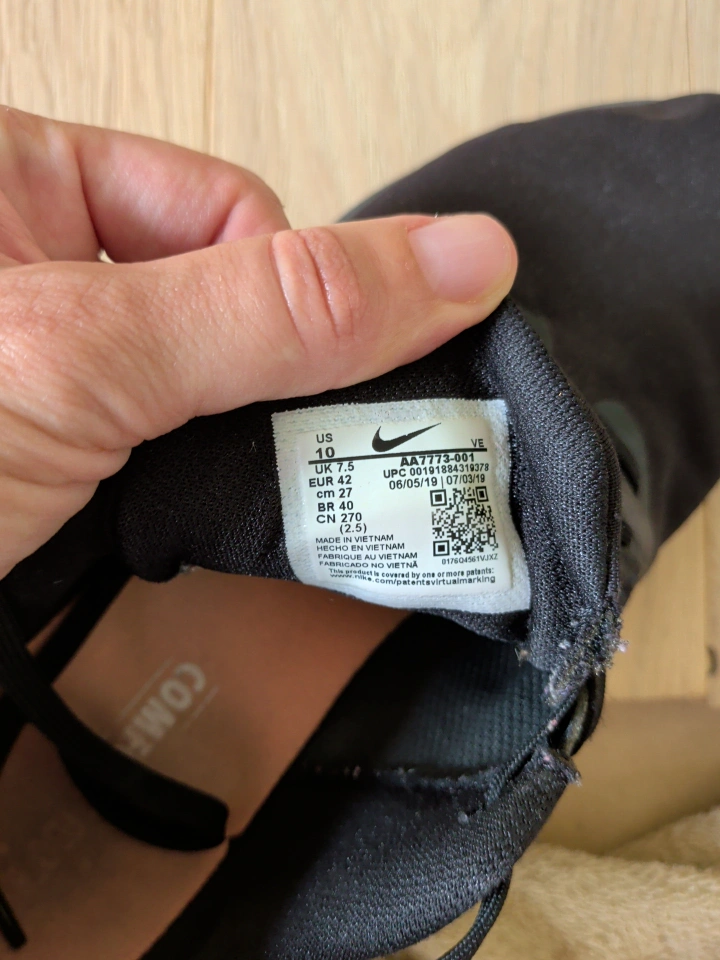 US
10
VE
UK 7.5
AA7773-001
EUR 42
UPC 00191884319378
cm 27
06/05/19 | 07/03/19
BR 40
CN 270
(2.5)
MADE IN VIETNAM
HECHO EN VIETNAM
FABRIQUE AU VIETNAM
FABRICADO NO VIETNÃ
0176Q4561VJXZ
This product is covered by one or more patents:
www.nike.com/patentsvirtualmarking